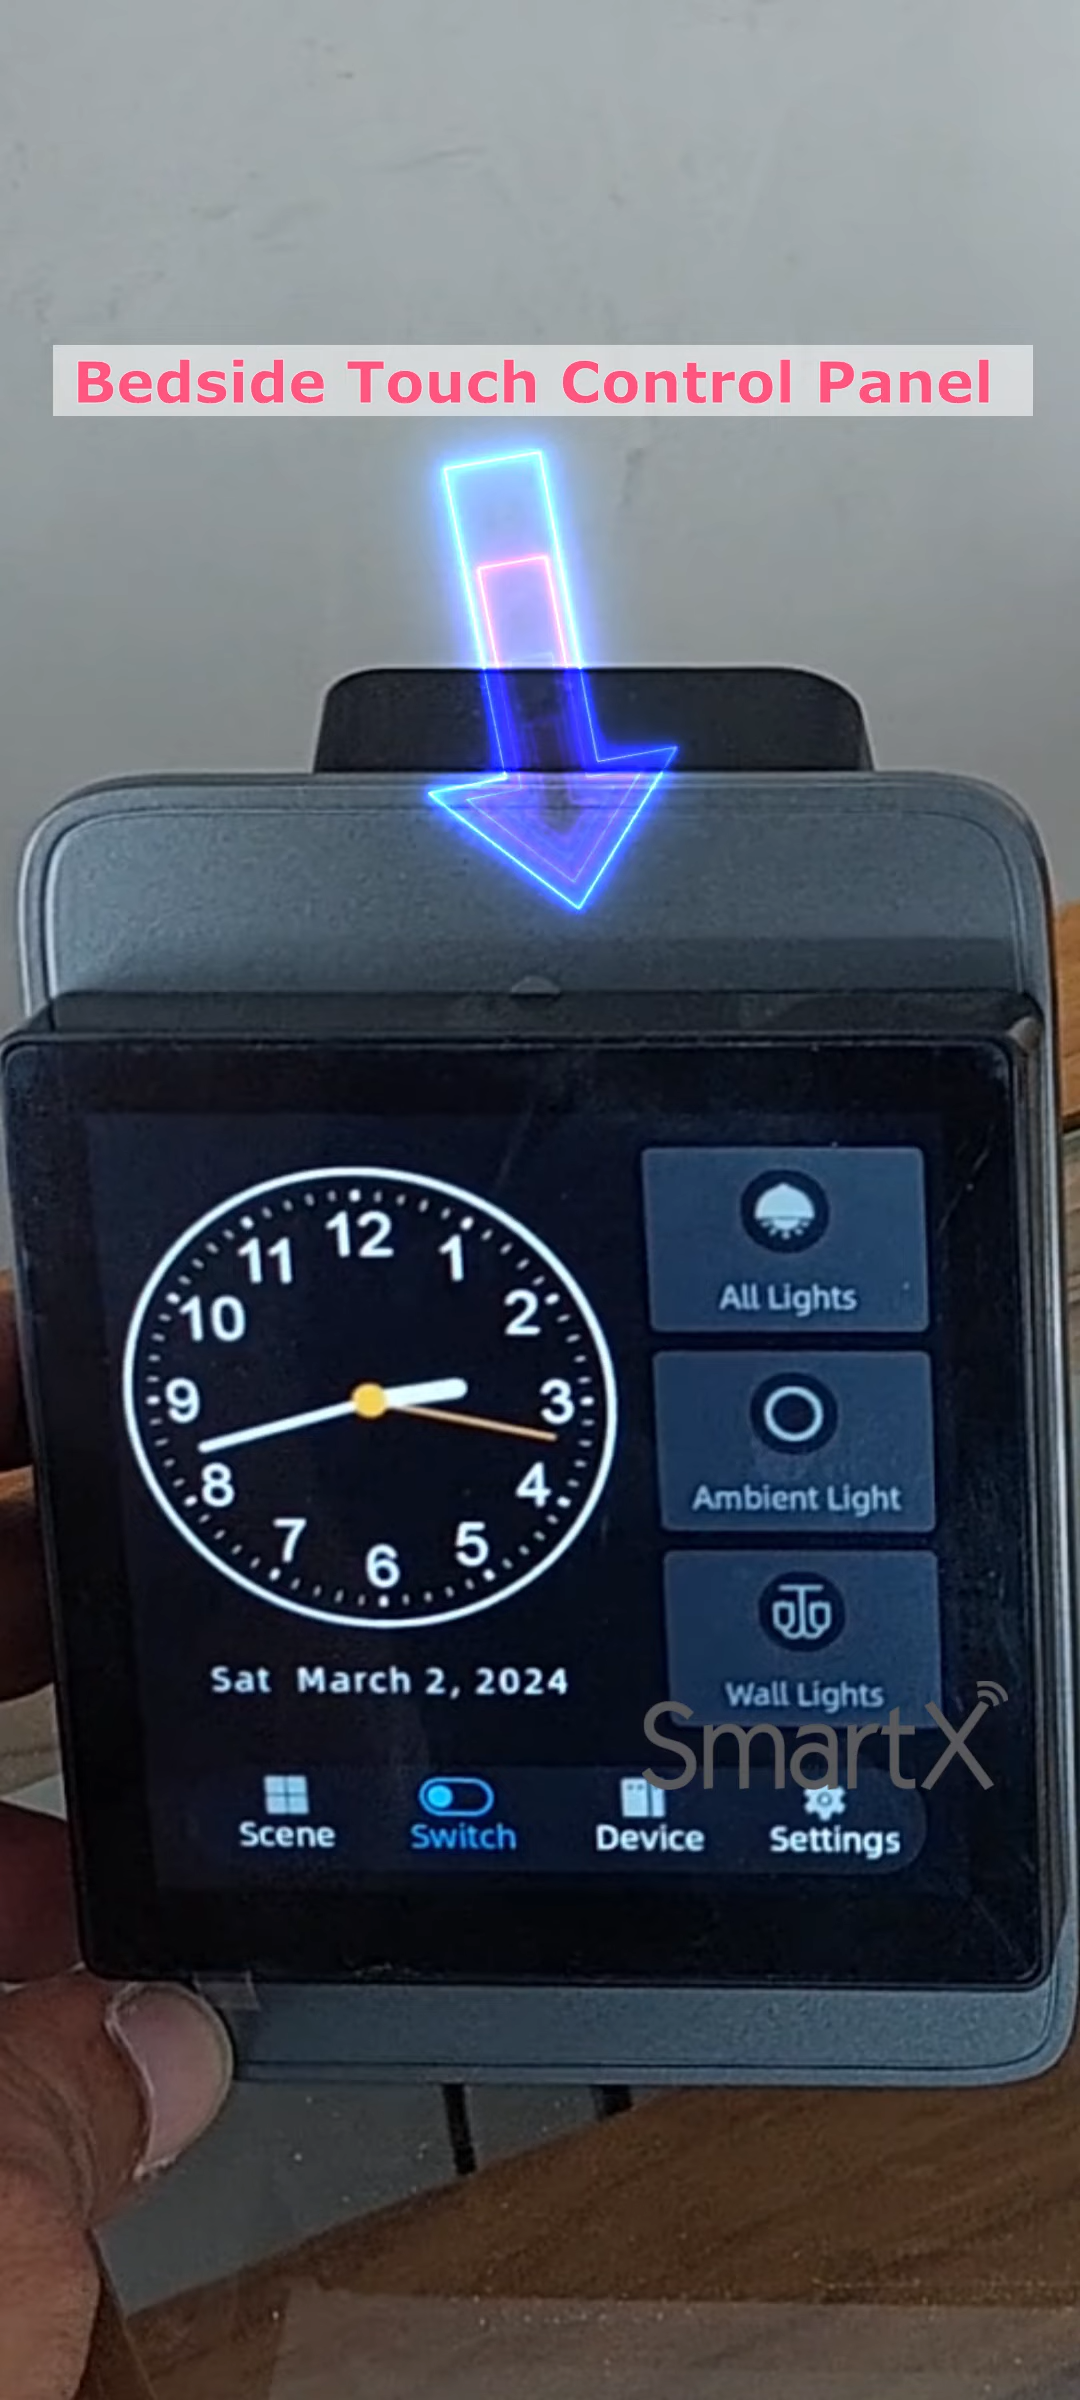 Bedside Touch Control Panel
12
11
1
10
2
9
3
8
4
7
5
6
All Lights
Ambient Light
Wall Lights
Sat March 2, 2024
SmartX
Scene
Switch
Device
Settings